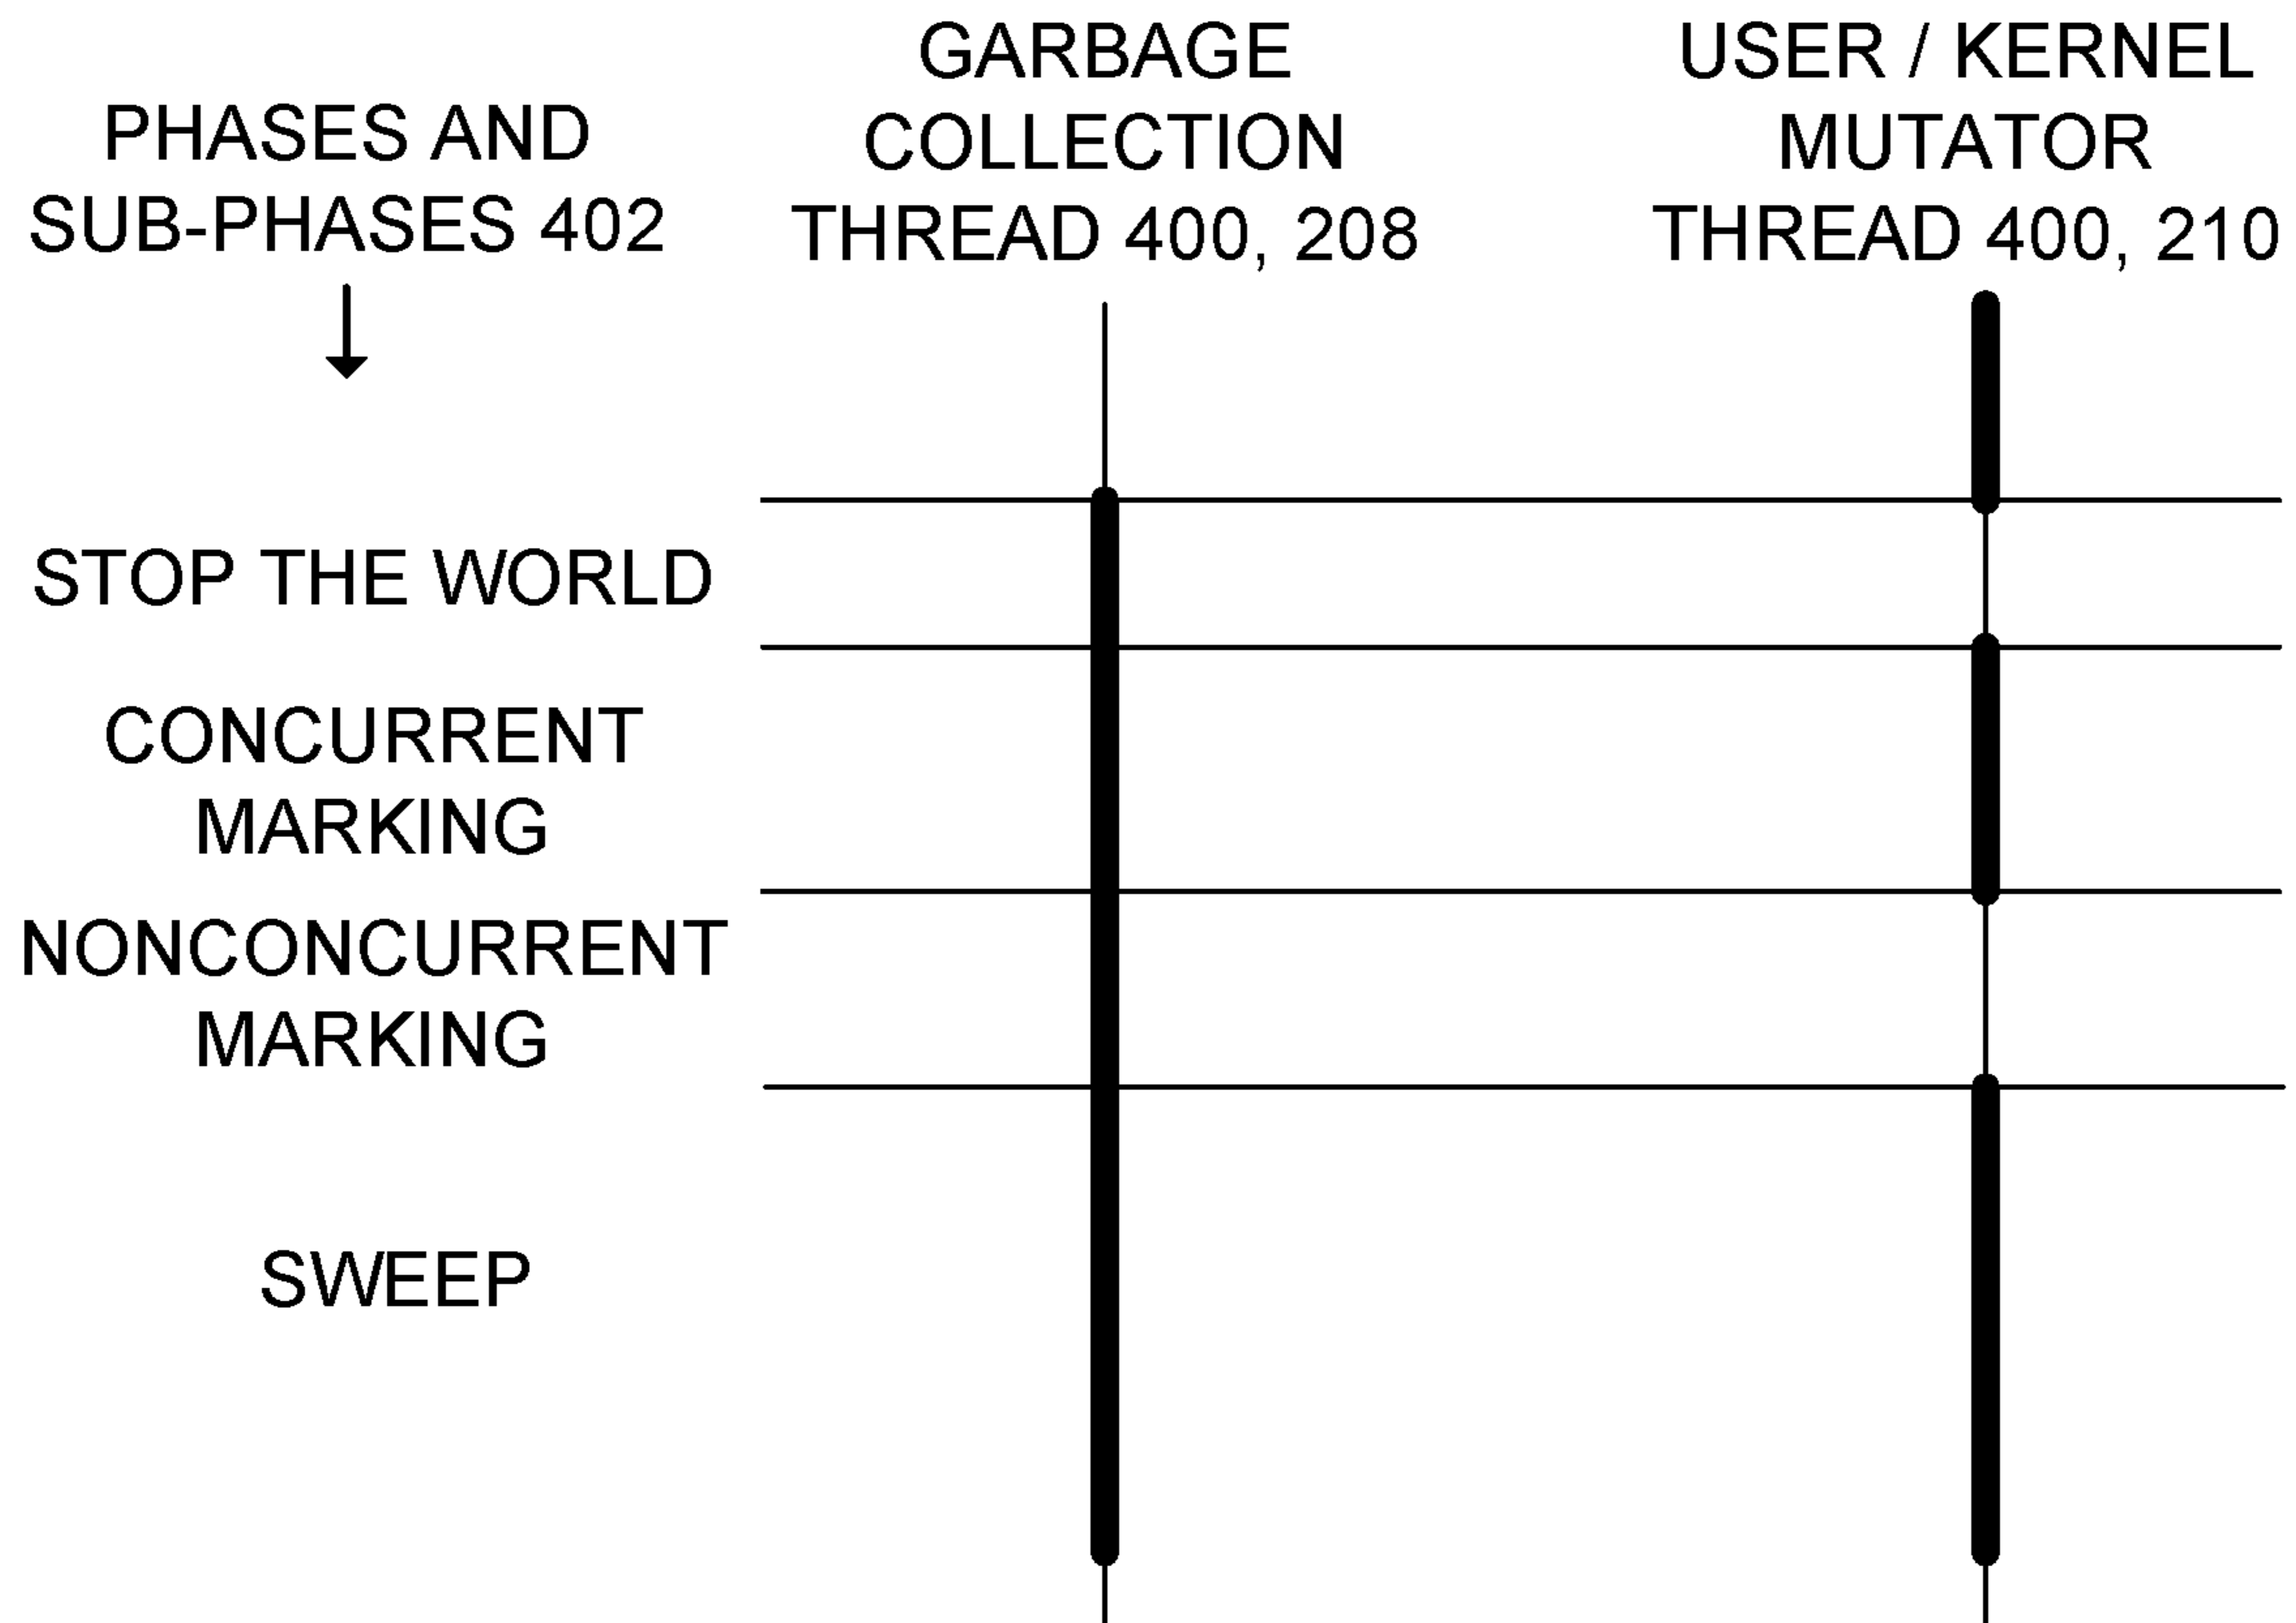 PHASES AND
SUB-PHASES 402
GARBAGE
COLLECTION
THREAD 400, 208
USER / KERNEL
MUTATOR
THREAD 400, 210
STOP THE WORLD
CONCURRENT
MARKING
NONCONCURRENT
MARKING
SWEEP